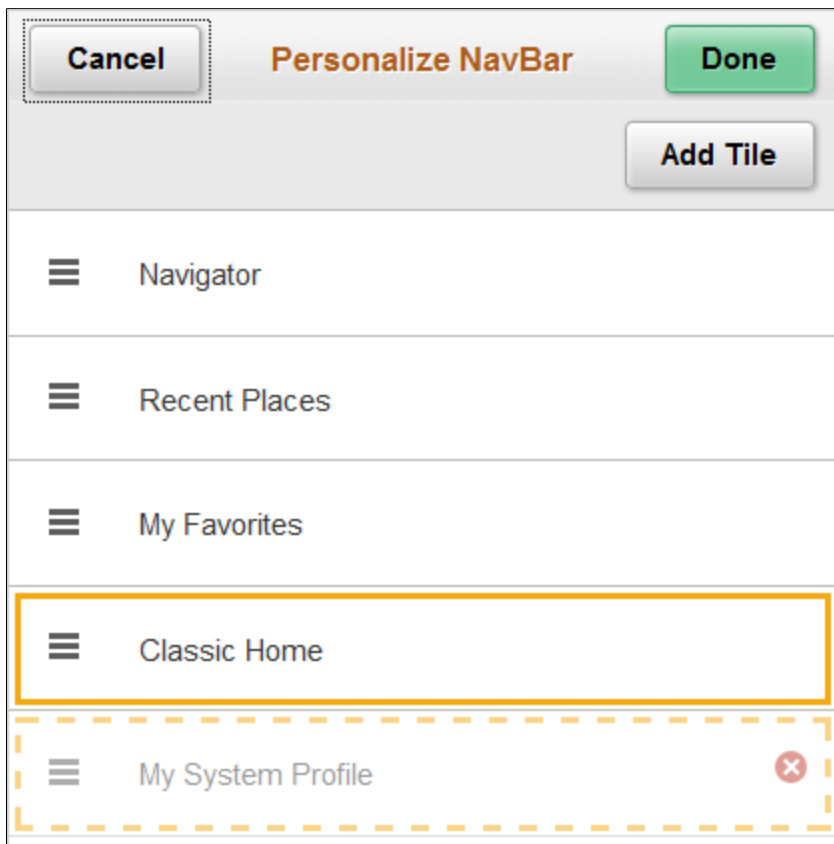 Cancel Personalize NavBar Done
Add Tile
Navigator
Recent Places
My Favorites
Classic Home
My System Profile